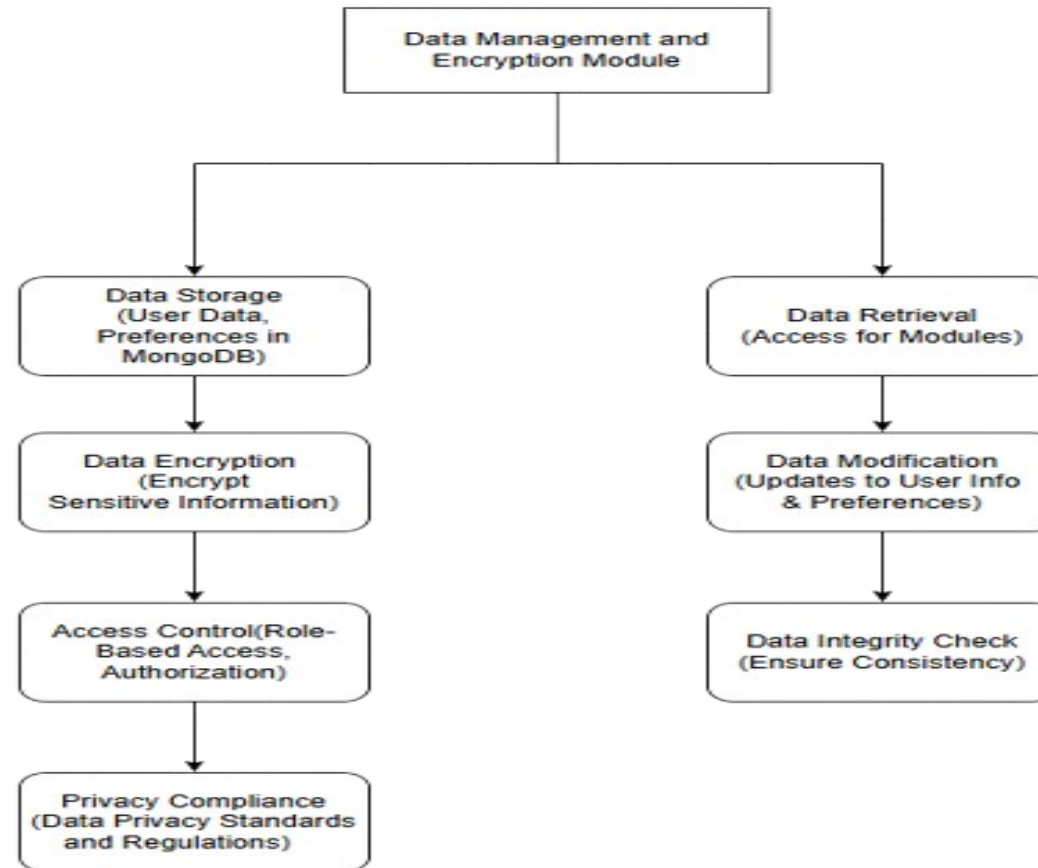 Data Management and
Encryption Module
Data Storage
(User Data,
Preferences in
MongoDB)
Data Retrieval
(Access for Modules)
Data Encryption
(Encrypt
Sensitive Information)
Data Modification
(Updates to User Info
& Preferences)
Access Control(Role-
Based Access,
Authorization)
Data Integrity Check
(Ensure Consistency)
Privacy Compliance
(Data Privacy Standards
and Regulations)